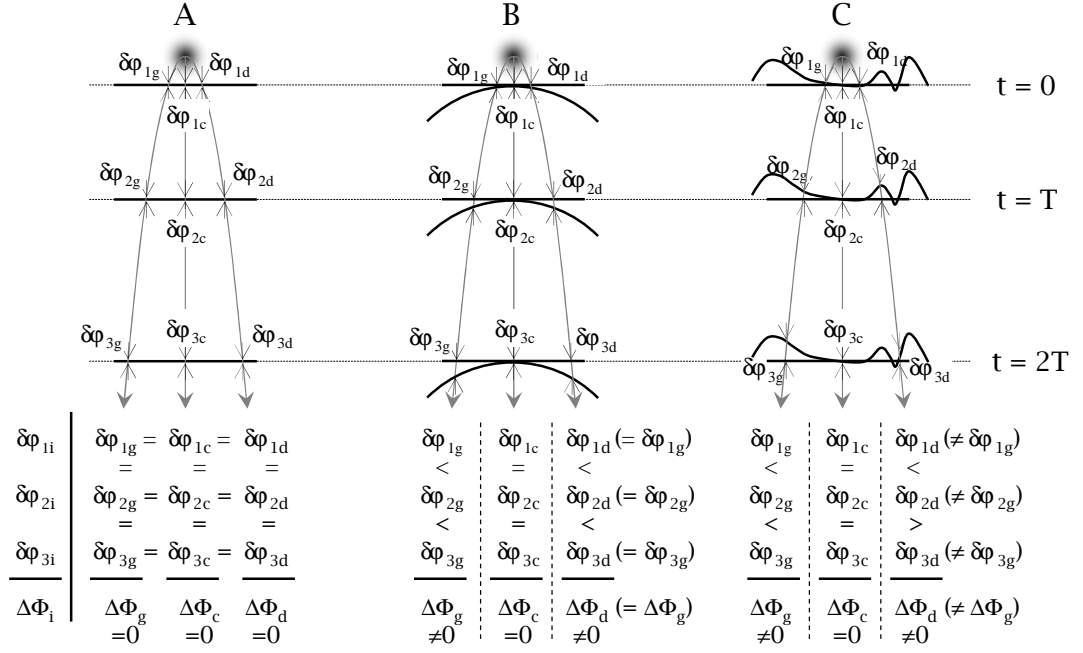 A B C
δφ1g δφ1d δφ1g δφ1d δφ1g δφ1d
t = 0
δφ1c δφ1c δφ1c
δφ2g δφ2d δφ2g δφ2d δφ2g δφ2d
t = T
δφ2c δφ2c δφ2c
δφ3g δφ3c δφ3d δφ3g δφ3c δφ3d δφ3c
t = 2T
δφ3g δφ3d
δφ1i δφ1g = δφ1c = δφ1d δφ1g δφ1c δφ1d (= δφ1g) δφ1g δφ1c δφ1d (≠ δφ1g)
= = = < = < < = <
δφ2i δφ2g = δφ2c = δφ2d δφ2g δφ2c δφ2d (= δφ2g) δφ2g δφ2c δφ2d (≠ δφ2g)
= = = < = < < = >
δφ3i δφ3g = δφ3c = δφ3d δφ3g δφ3c δφ3d (= δφ3g) δφ3g δφ3c δφ3d (≠ δφ3g)
ΔΦi ΔΦg ΔΦc ΔΦd ΔΦg ΔΦc ΔΦd (= ΔΦg) ΔΦg ΔΦc ΔΦd (≠ ΔΦg)
=0 =0 =0 ≠0 =0 ≠0 ≠0 =0 ≠0